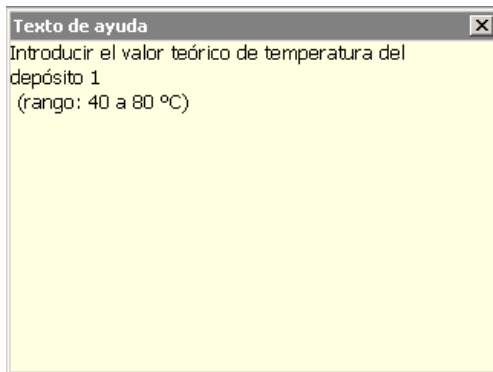 Texto de ayuda
Introducir el valor teórico de temperatura del
depósito 1
(rango: 40 a 80 ºC)